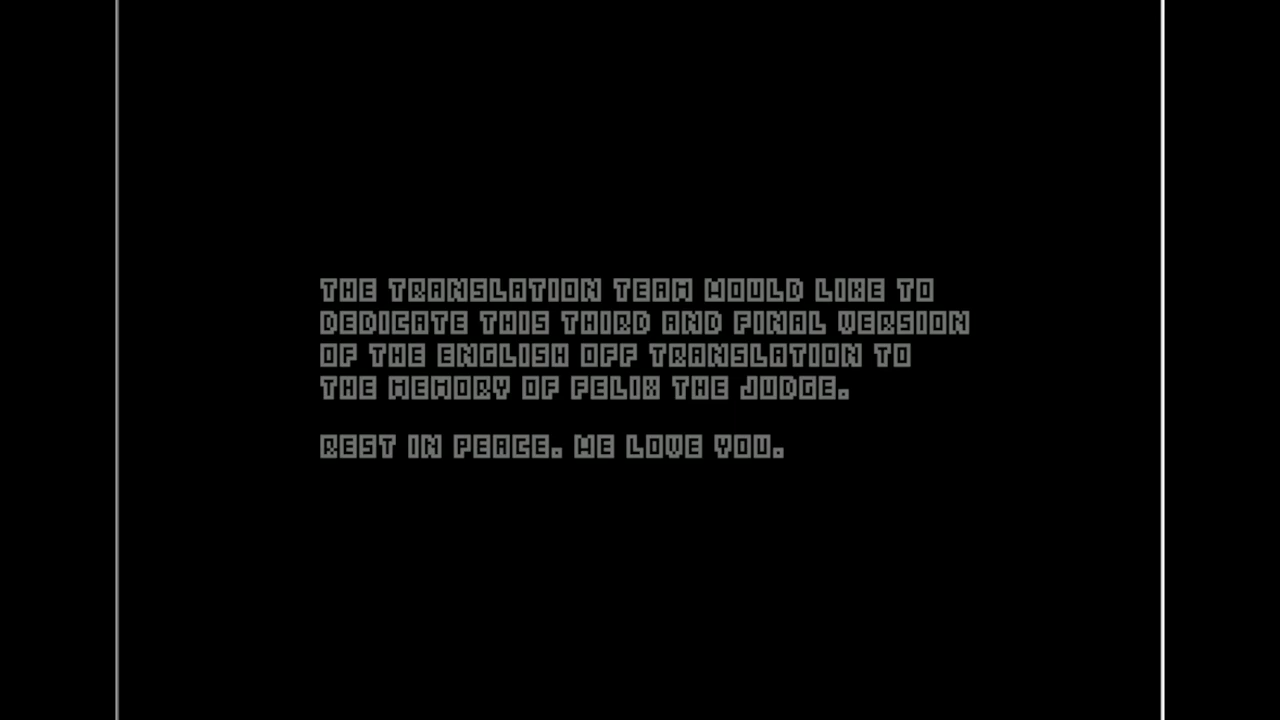 THE TRANSLATION TEAM WOULD LIKE TO
DEDICATE THIS THIRD AND FINAL VERSION
OF THE ENGLISH OFF TRANSLATION TO
THE MEMORY OF FELIX THE JUDGE.
REST IN PEACE. WE LOVE YOU.